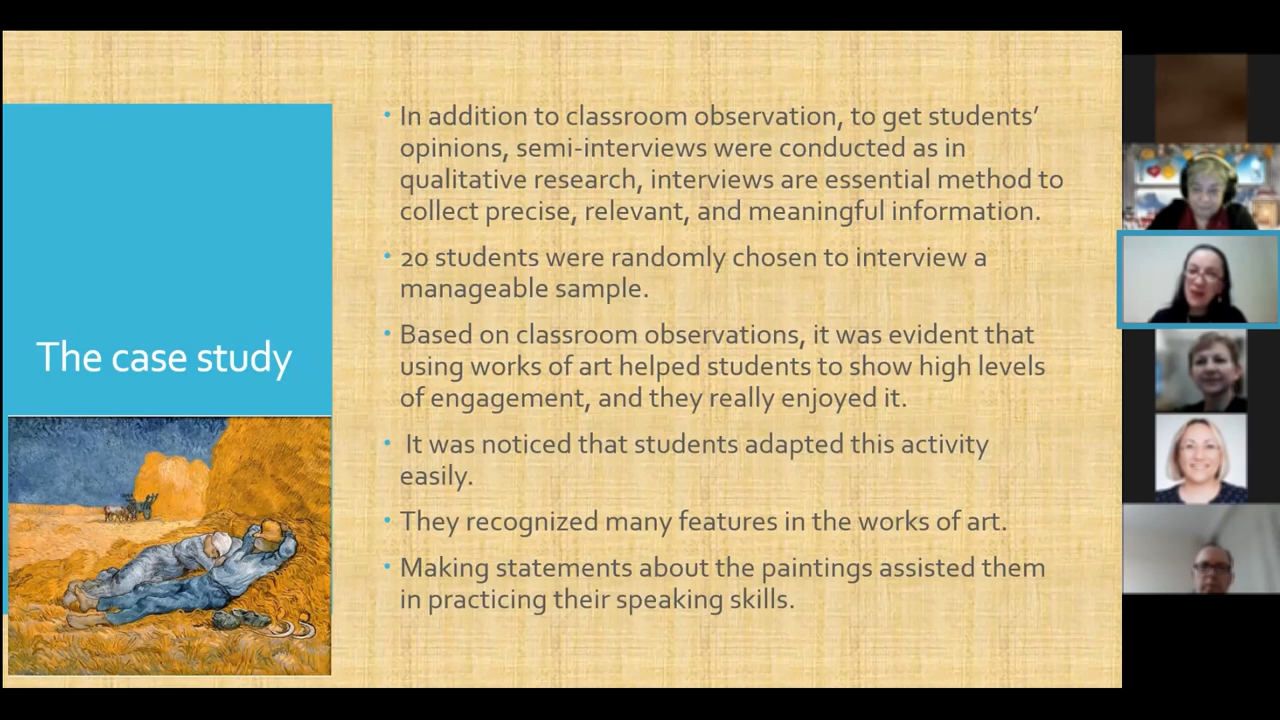 The case study
In addition to classroom observation, to get students’
opinions, semi-interviews were conducted as in
qualitative research, interviews are essential method to
collect precise, relevant, and meaningful information.
20 students were randomly chosen to interview a
manageable sample.
Based on classroom observations, it was evident that
using works of art helped students to show high levels
of engagement, and they really enjoyed it.
It was noticed that students adapted this activity
easily.
They recognized many features in the works of art.
Making statements about the paintings assisted them
in practicing their speaking skills.